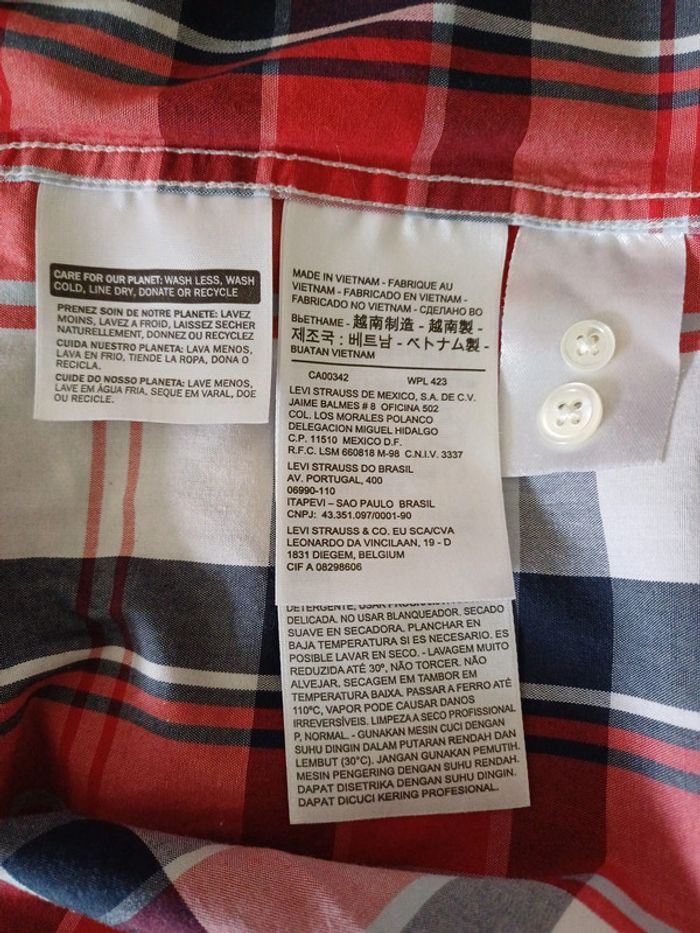 CARE FOR OUR PLANET: WASH LESS, WASH
COLD, LINE DRY, DONATE OR RECYCLE
PRENEZ SOIN DE NOTRE PLANETE: LAVEZ
MOINS, LAVEZ A FROID, LAISSEZ SECHER
NATURELLEMENT, DONNEZ OU RECYCLEZ
CUIDA NUESTRO PLANETA: LAVA MENOS,
LAVA EN FRIO, TIENDE LA ROPA, DONA O
RECICLA.
CUIDE DO NOSSO PLANETA: LAVE MENOS,
LAVE EM ÁGUA FRIA, SEQUE EM VARAL, DOE
OU RECICLE.
MADE IN VIETNAM - FABRIQUE AU
VIETNAM - FABRICADO EN VIETNAM -
FABRICADO NO VIETNAM - СДЕЛАНО ВО
ВЬЕТНАМЕ - 越南制造 - 越南製 -
제조국 : 베트남 - ベトナム製 -
BUATAN VIETNAM
CA00342 WPL 423
LEVI STRAUSS DE MEXICO, S.A. DE C.V.
JAIME BALMES # 8 OFICINA 502
COL. LOS MORALES POLANCO
DELEGACION MIGUEL HIDALGO
C.P. 11510 MEXICO D.F.
R.F.C. LSM 660818 M-98 C.N.I.V. 3337
LEVI STRAUSS DO BRASIL
AV. PORTUGAL, 400
06990-110
ITAPEVI – SAO PAULO BRASIL
CNPJ: 43.351.097/0001-90
LEVI STRAUSS & CO. EU SCA/CVA
LEONARDO DA VINCILAAN, 19 - D
1831 DIEGEM, BELGIUM
CIF A 08298606
DETERGENTE, USAR
DELICADA. NO USAR BLANQUEADOR. SECADO
SUAVE EN SECADORA. PLANCHAR EN
BAJA TEMPERATURA SI ES NECESARIO. ES
POSIBLE LAVAR EN SECO. - LAVAGEM MUITO
REDUZIDA ATÉ 30º, NÃO TORCER. NÃO
ALVEJAR. SECAGEM EM TAMBOR EM
TEMPERATURA BAIXA. PASSAR A FERRO ATÉ
110ºC, VAPOR PODE CAUSAR DANOS
IRREVERSÍVEIS. LIMPEZA A SECO PROFISSIONAL
P, NORMAL. - GUNAKAN MESIN CUCI DENGAN
SUHU DINGIN DALAM PUTARAN RENDAH DAN
LEMBUT (30°C). JANGAN GUNAKAN PEMUTIH.
MESIN PENGERING DENGAN SUHU RENDAH.
DAPAT DISETRIKA DENGAN SUHU DINGIN.
DAPAT DICUCI KERING PROFESIONAL.